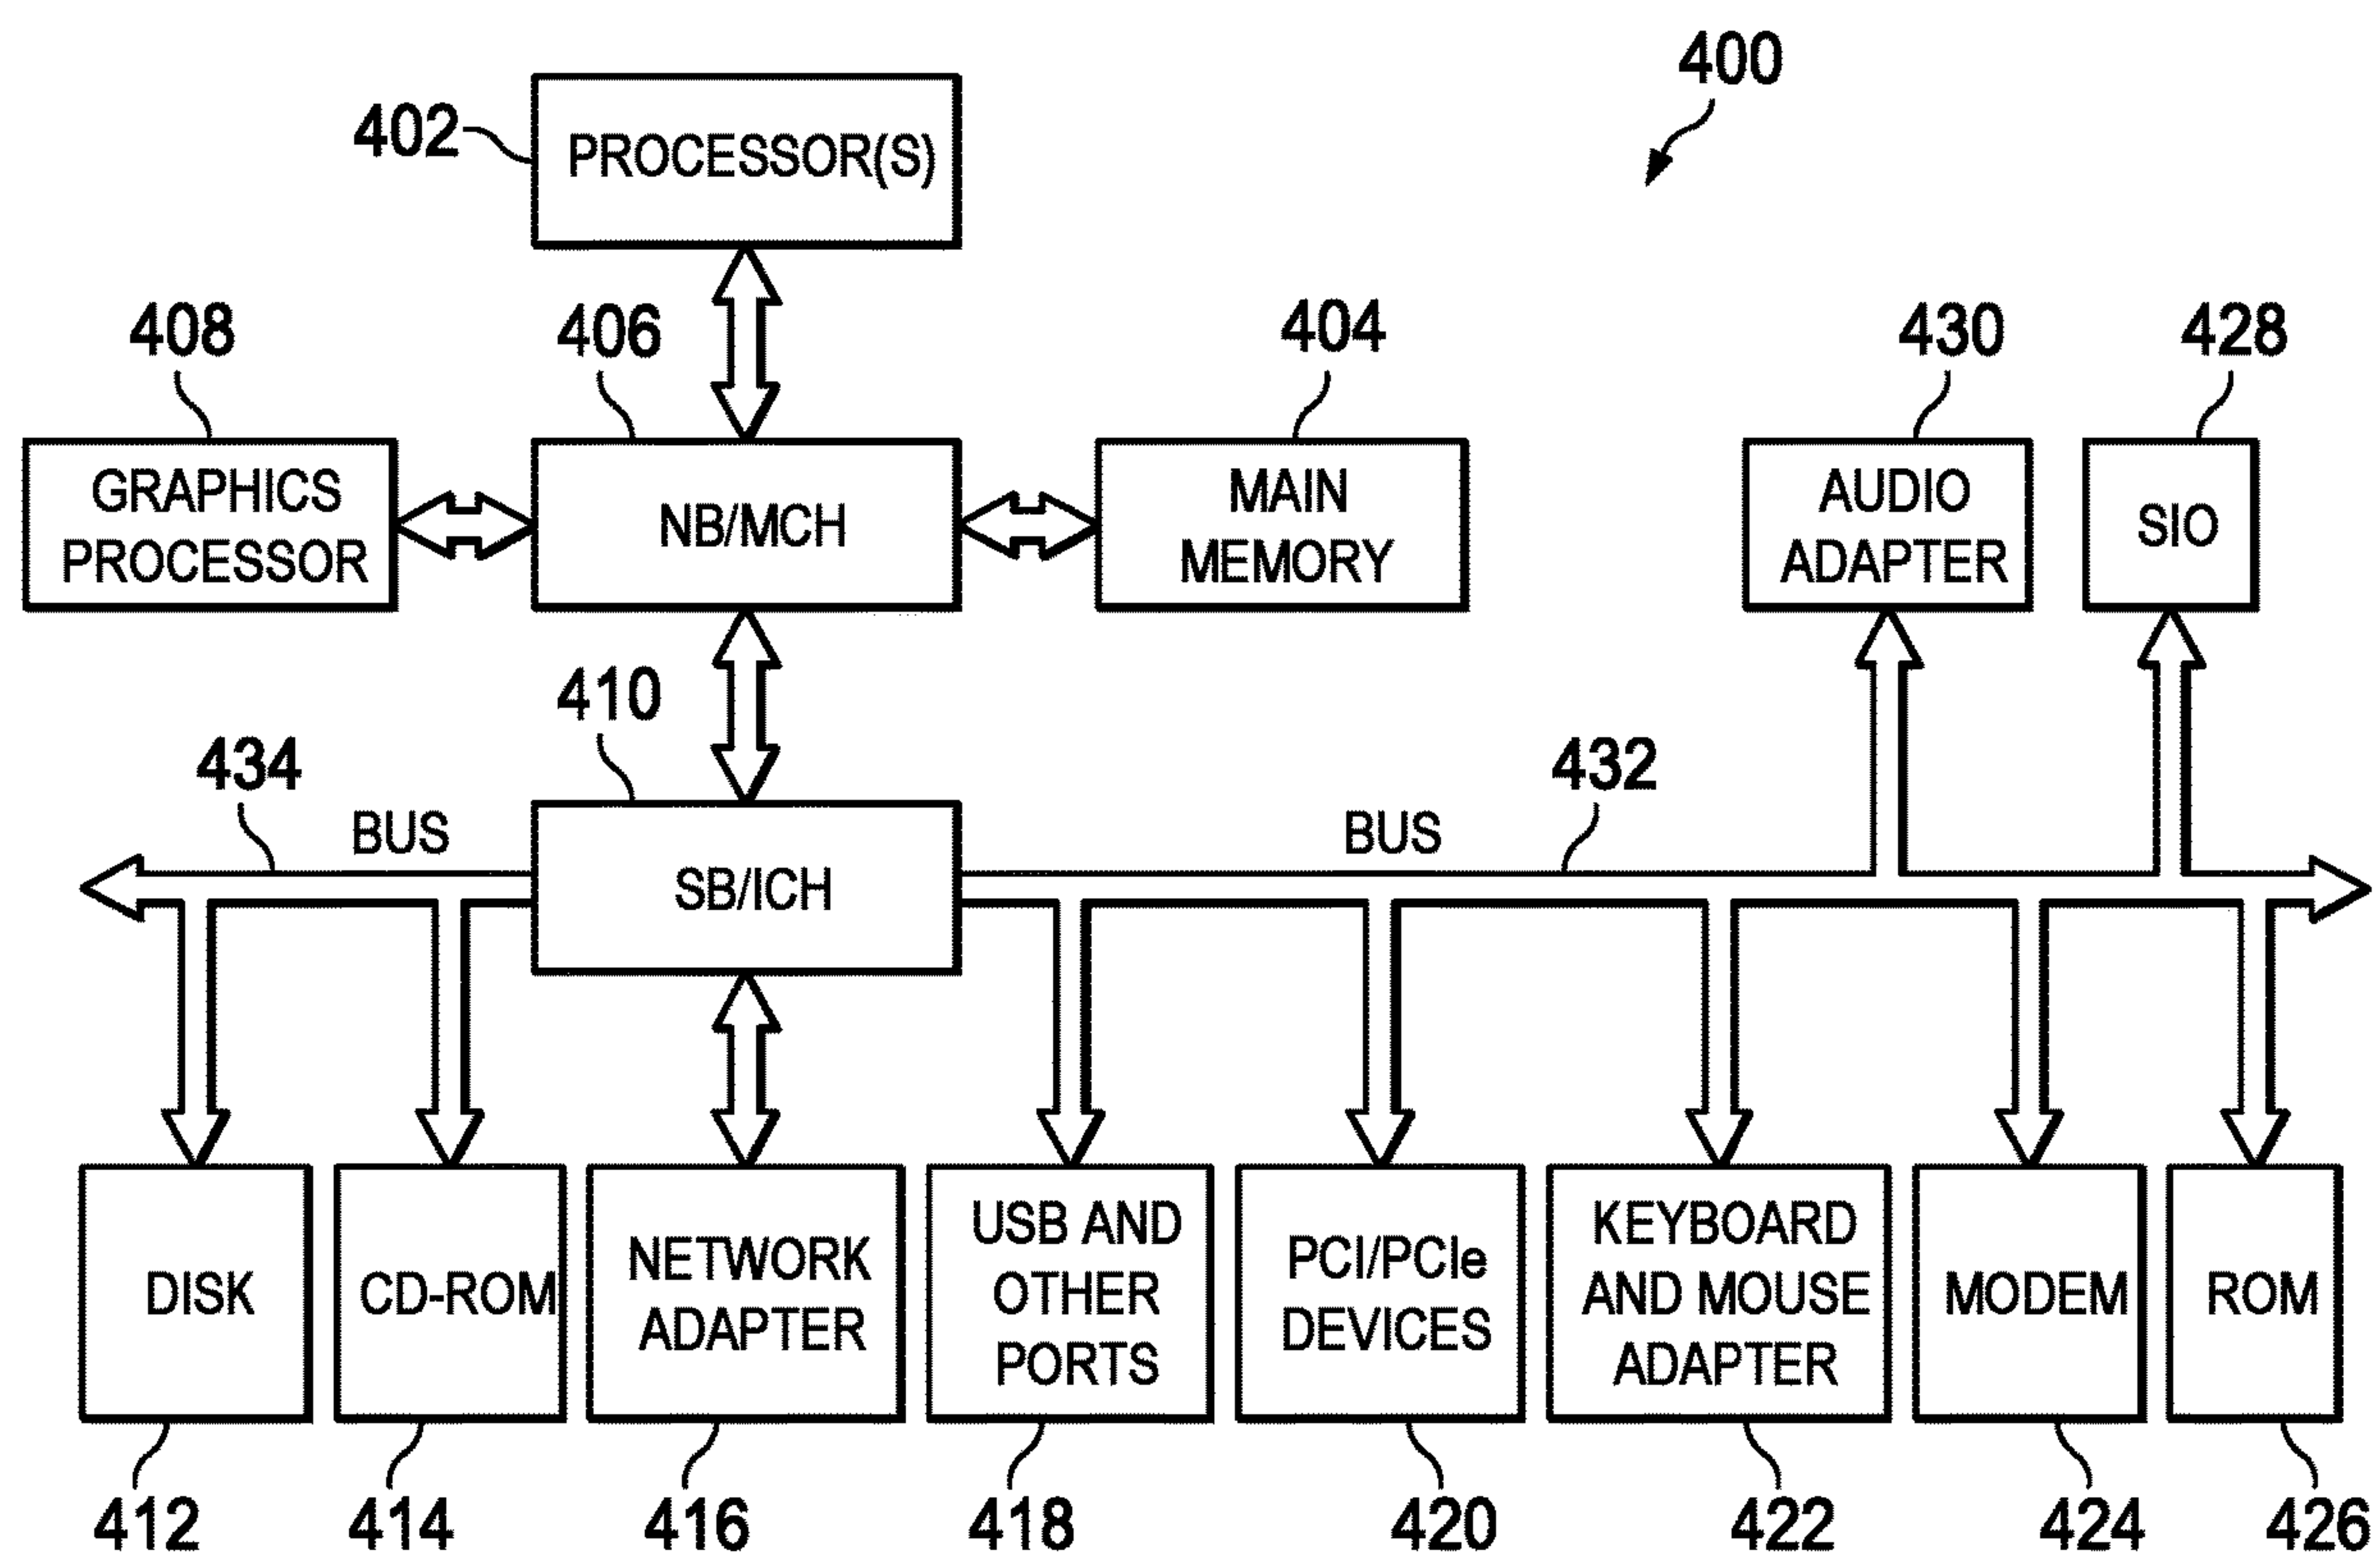 400
402
PROCESSOR(S)
408
406
404
430
428
GRAPHICS
PROCESSOR
NB/MCH
MAIN
MEMORY
AUDIO
ADAPTER
SIO
410
434
432
BUS
BUS
SB/ICH
DISK
CD-ROM
NETWORK
ADAPTER
USB AND
OTHER
PORTS
PCI/PCIe
DEVICES
KEYBOARD
AND MOUSE
ADAPTER
MODEM
ROM
412
414
416
418
420
422
424
426